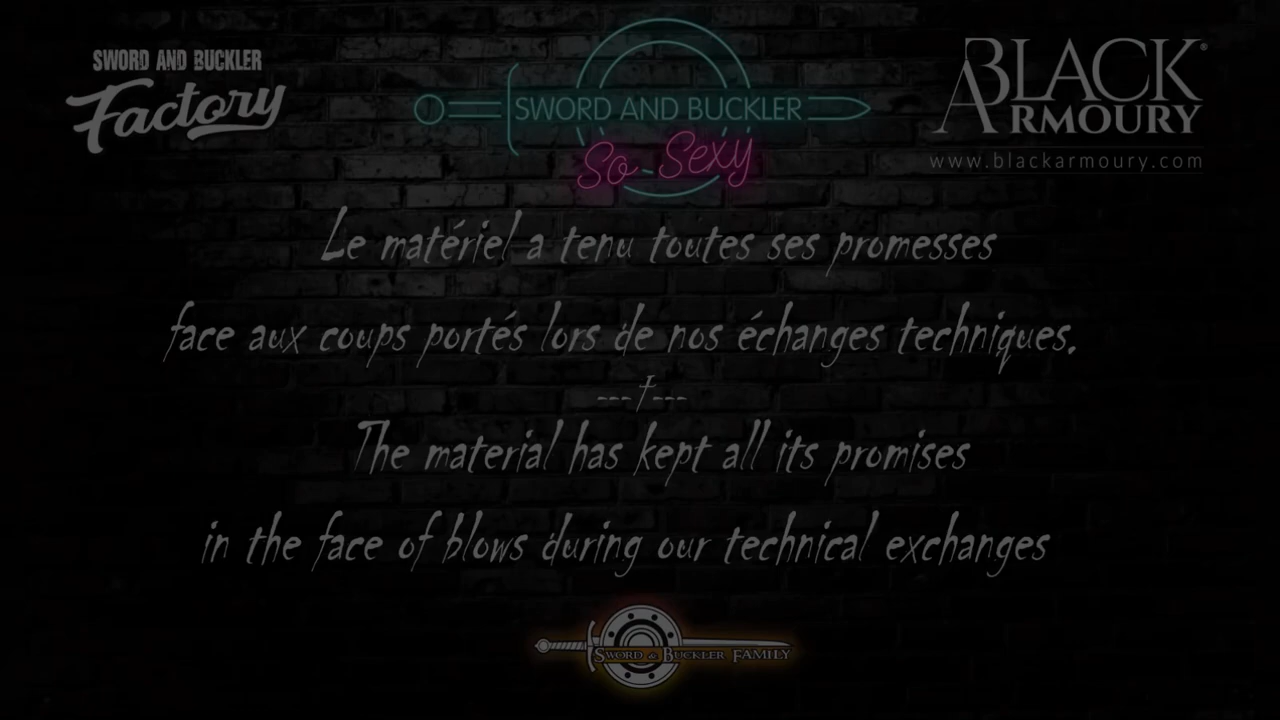 SWORD AND BUCKLER
Factory
SWORD AND BUCKLER
So Sexy
BLACK
ARMOURY
®
www.blackarmoury.com
Le matériel a tenu toutes ses promesses
face aux coups portés lors de nos échanges techniques.
---†---
The material has kept all its promises
in the face of blows during our technical exchanges
SWORD & BUCKLER FAMILY